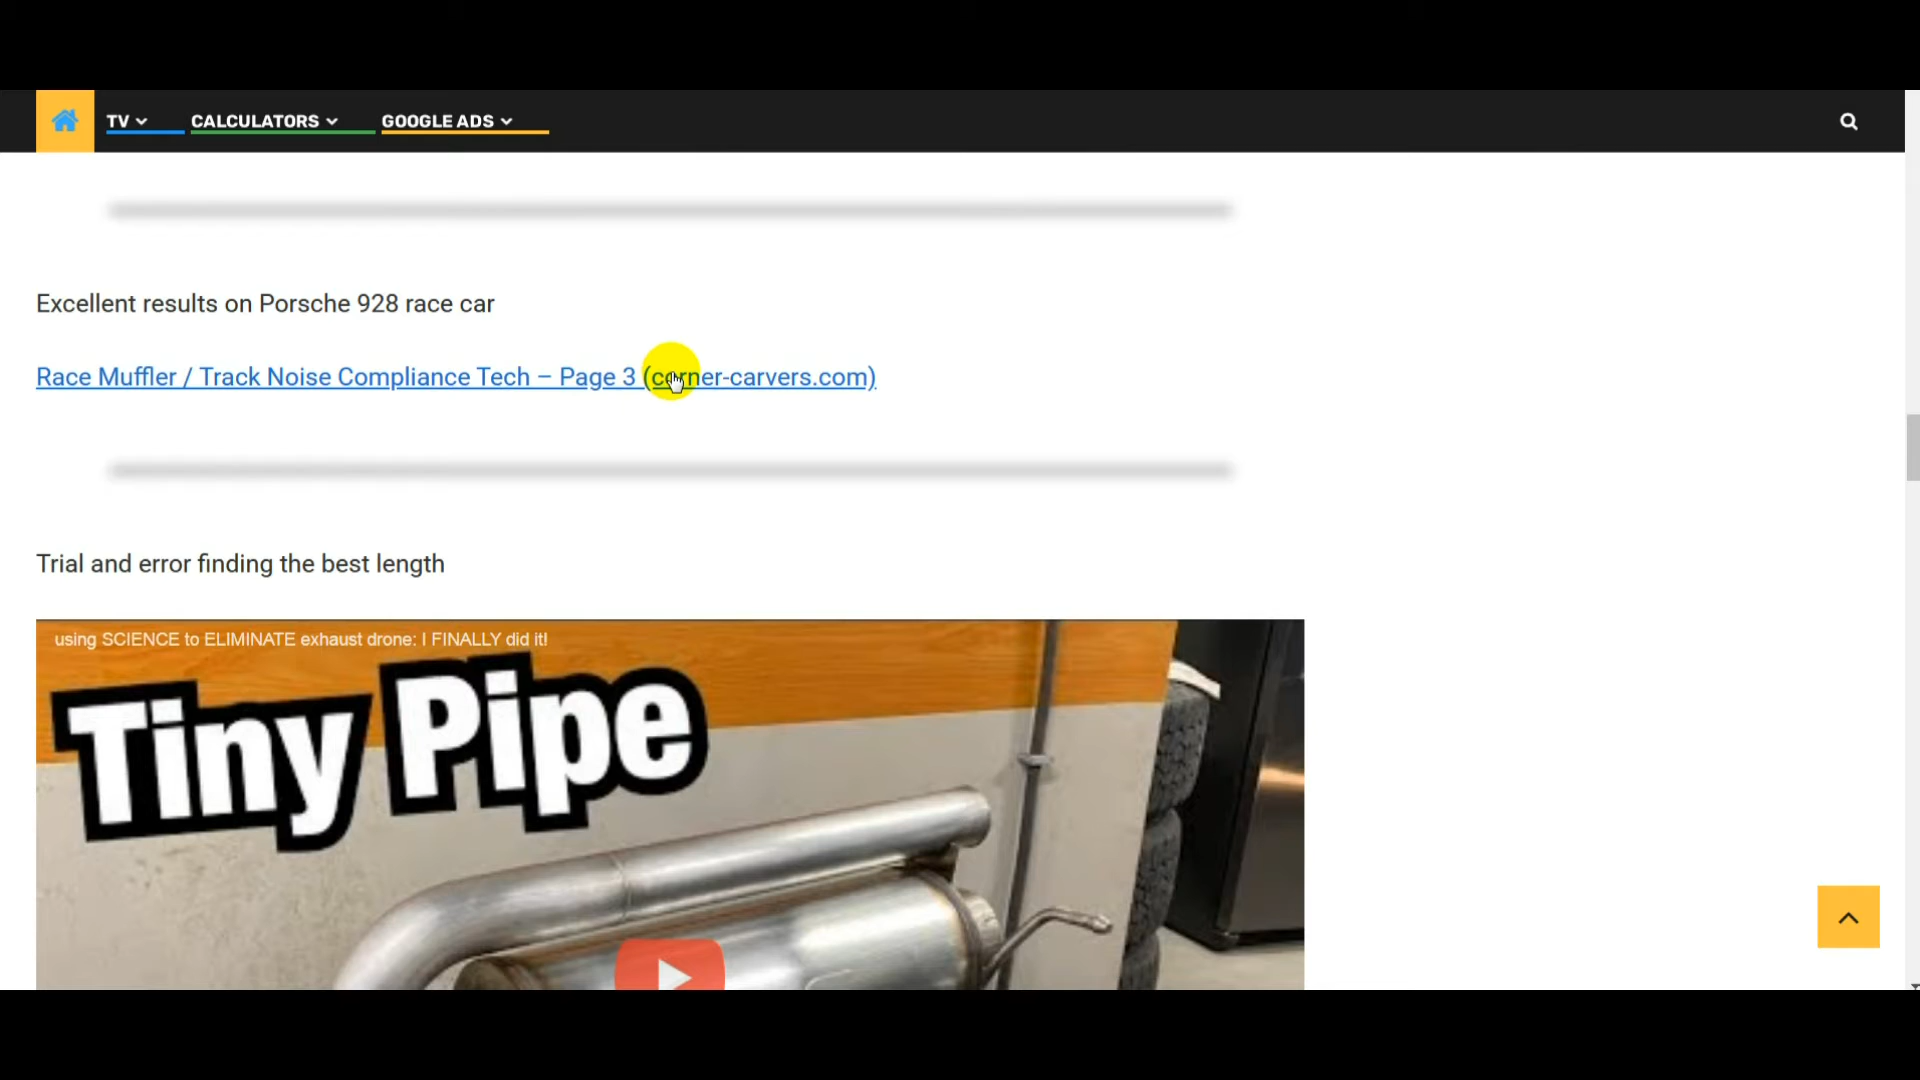 TV CALCULATORS GOOGLE ADS
Excellent results on Porsche 928 race car
Race Muffler / Track Noise Compliance Tech – Page 3 (corner-carvers.com)
Trial and error finding the best length
using SCIENCE to ELIMINATE exhaust drone: I FINALLY did it!
Tiny Pipe